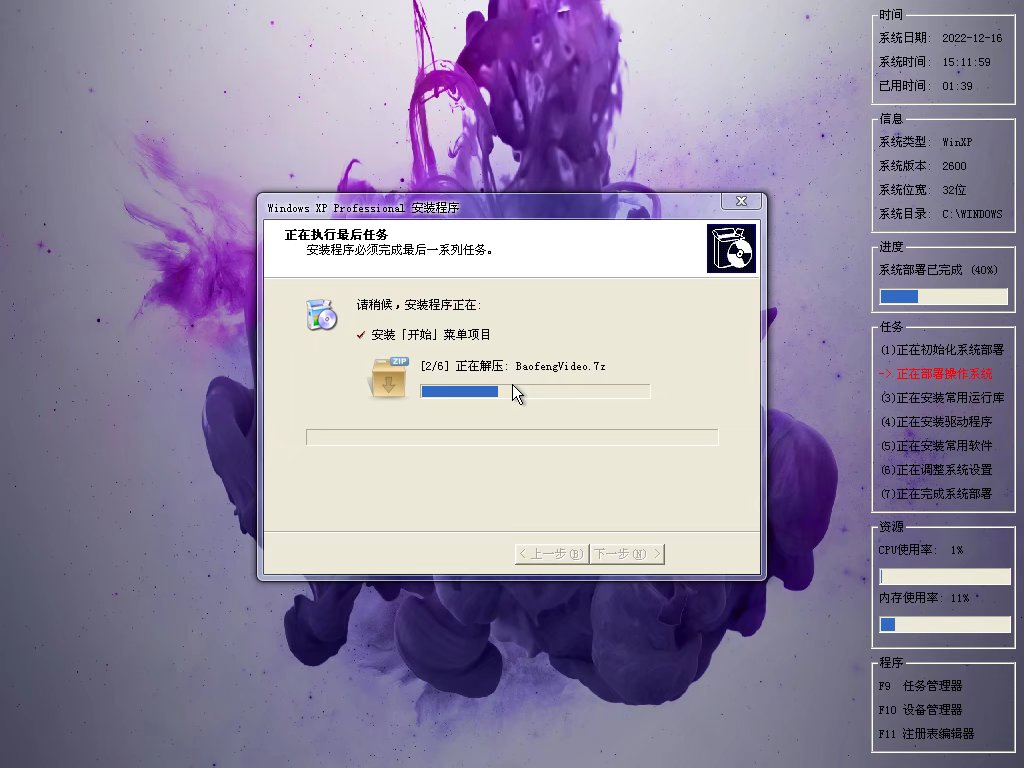 Windows XP Professional 安装程序
正在执行最后任务
安装程序必须完成最后一系列任务。
请稍候，安装程序正在:
安装「开始」菜单项目
ZIP
[2/6] 正在解压: BaofengVideo.7z
< 上一步(B)
下一步(N) >
时间
系统日期: 2022-12-16
系统时间: 15:11:59
已用时间: 01:39
信息
系统类型: WinXP
系统版本: 2600
系统位宽: 32位
系统目录: C:\WINDOWS
进度
系统部署已完成 (40%)
任务
(1)正在初始化系统部署
-> 正在部署操作系统
(3)正在安装常用运行库
(4)正在安装驱动程序
(5)正在安装常用软件
(6)正在调整系统设置
(7)正在完成系统部署
资源
CPU使用率: 1%
内存使用率: 11%
程序
F9 任务管理器
F10 设备管理器
F11 注册表编辑器